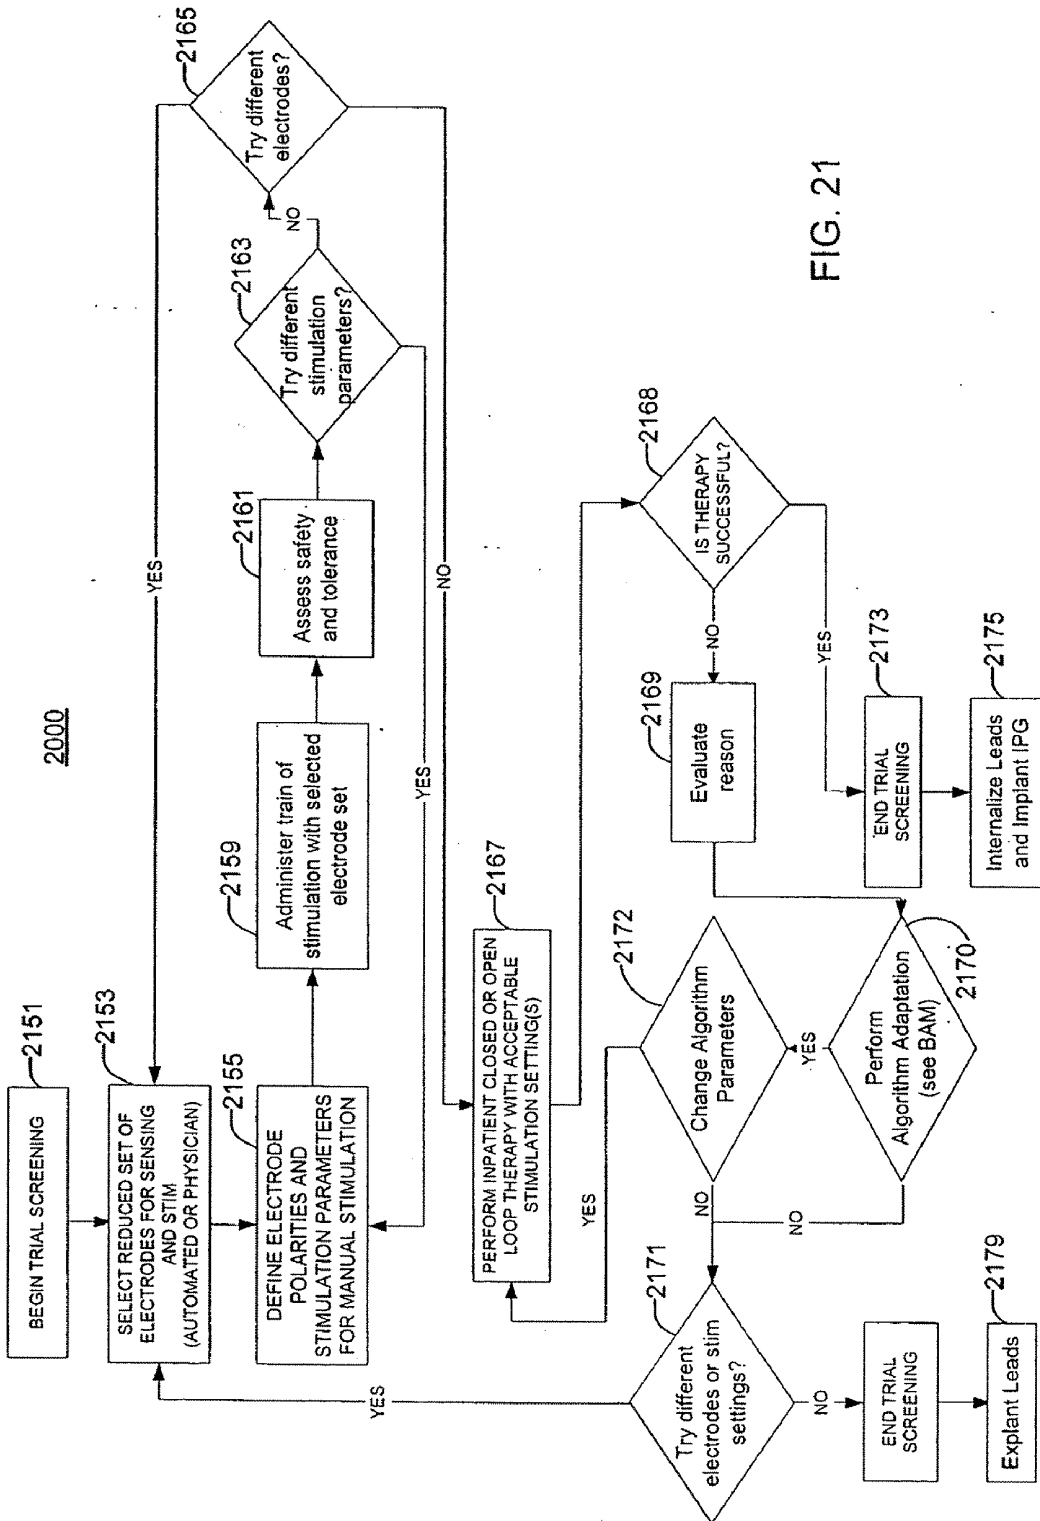 2000
BEGIN TRIAL SCREENING
2151
SELECT REDUCED SET OF
ELECTRODES FOR SENSING
AND STIM
(AUTOMATED OR PHYSICIAN)
2153
DEFINE ELECTRODE
POLARITIES AND
STIMULATION PARAMETERS
FOR MANUAL STIMULATION
2155
Administer train of
stimulation with selected
electrode set
2159
Assess safety
and tolerance
2161
Try different
stimulation
parameters?
2163
NO
YES
Try different
electrodes?
2165
YES
NO
PERFORM INPATIENT CLOSED OR OPEN
LOOP THERAPY WITH ACCEPTABLE
STIMULATION SETTING(S)
2167
IS THERAPY
SUCCESSFUL?
2168
NO
YES
Evaluate
reason
2169
END TRIAL
SCREENING
2173
Internalize Leads
and Implant IPG
2175
Perform
Algorithm Adaptation
(see BAM)
2170
YES
NO
Change Algorithm
Parameters
2172
YES
NO
Try different
electrodes or stim
settings?
2171
YES
NO
END TRIAL
SCREENING
Explant Leads
2179
FIG. 21